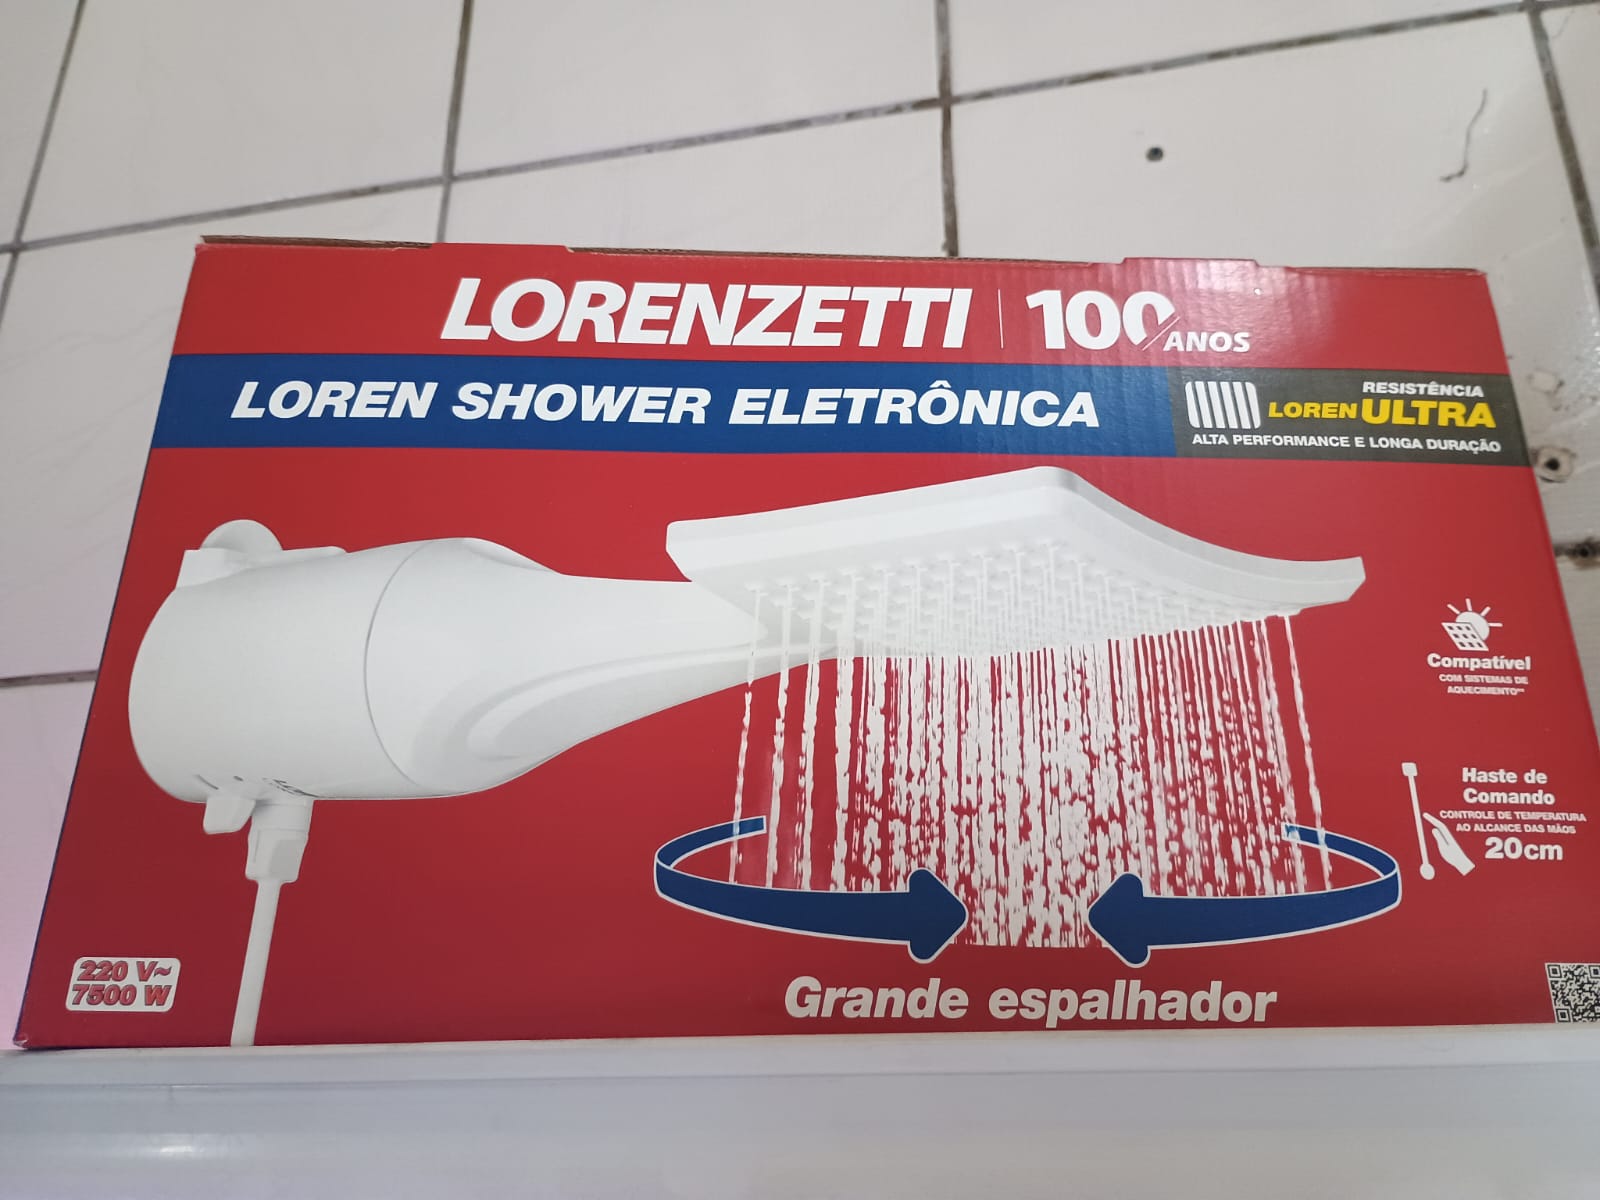 LORENZETTI 100 ANOS
LOREN SHOWER ELETRÔNICA
RESISTÊNCIA
LOREN ULTRA
ALTA PERFORMANCE E LONGA DURAÇÃO
Compatível
COM SISTEMAS DE
AQUECIMENTO**
Haste de
Comando
CONTROLE DE TEMPERATURA
AO ALCANCE DAS MÃOS
20cm
220 V~
7500 W
Grande espalhador